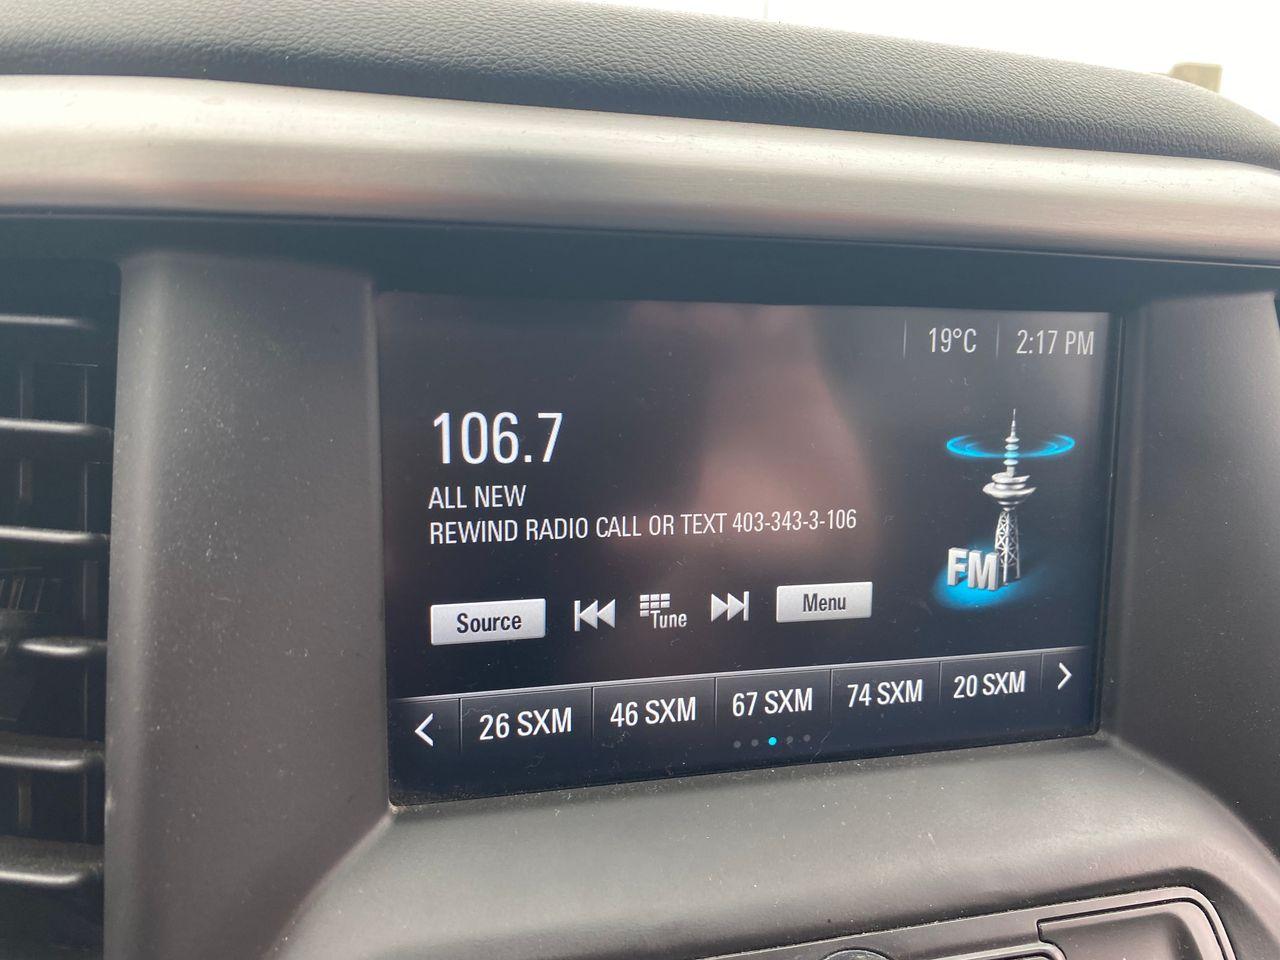 19°C 2:17 PM
106.7
ALL NEW
REWIND RADIO CALL OR TEXT 403-343-3-106
FM
Source Tune Menu
26 SXM 46 SXM 67 SXM 74 SXM 20 SXM